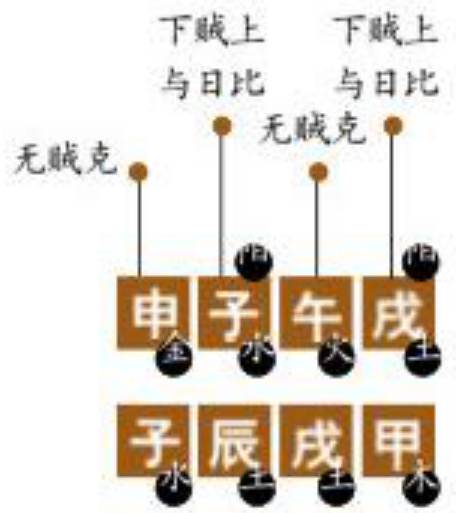 下贼上
与日比
下贼上
与日比
无贼克
无贼克
阳
阳
申 子 午 戌
金 水 火 土
子 辰 戌 甲
水 土 土 木